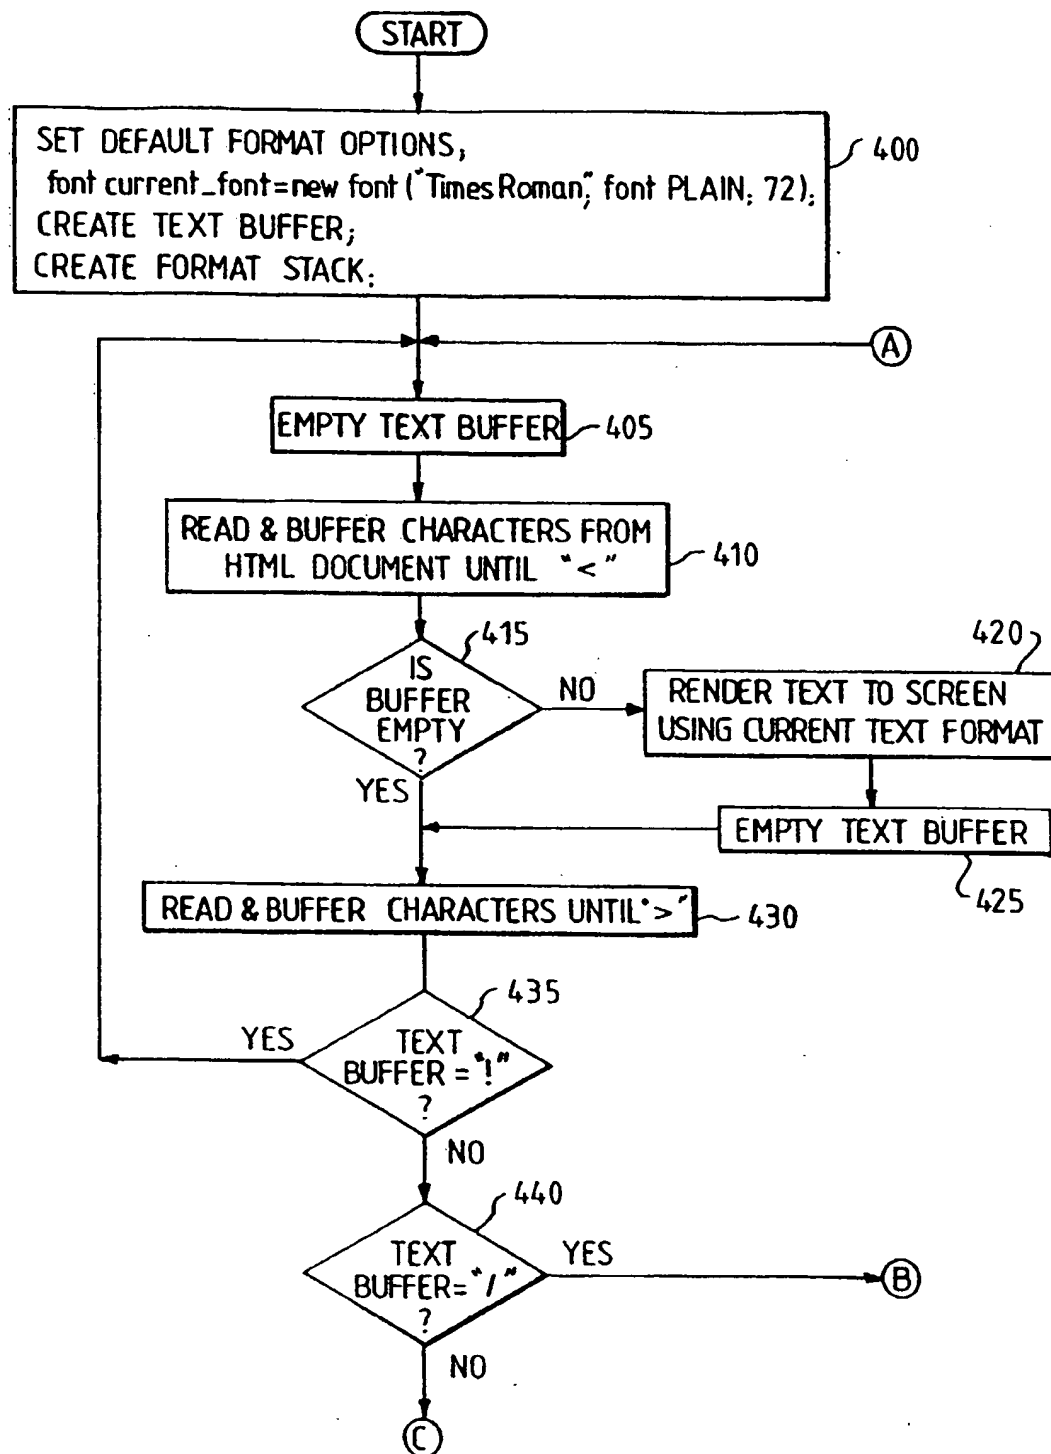 START
SET DEFAULT FORMAT OPTIONS;
font current_font=new font ("TimesRoman", font PLAIN; 72);
CREATE TEXT BUFFER;
CREATE FORMAT STACK;
400
A
EMPTY TEXT BUFFER
405
READ & BUFFER CHARACTERS FROM
HTML DOCUMENT UNTIL "<"
410
415
IS
BUFFER
EMPTY
?
NO
YES
420
RENDER TEXT TO SCREEN
USING CURRENT TEXT FORMAT
EMPTY TEXT BUFFER
425
READ & BUFFER CHARACTERS UNTIL ">"
430
435
YES
TEXT
BUFFER = "!"
?
NO
440
TEXT
BUFFER= "/"
?
YES
B
NO
C